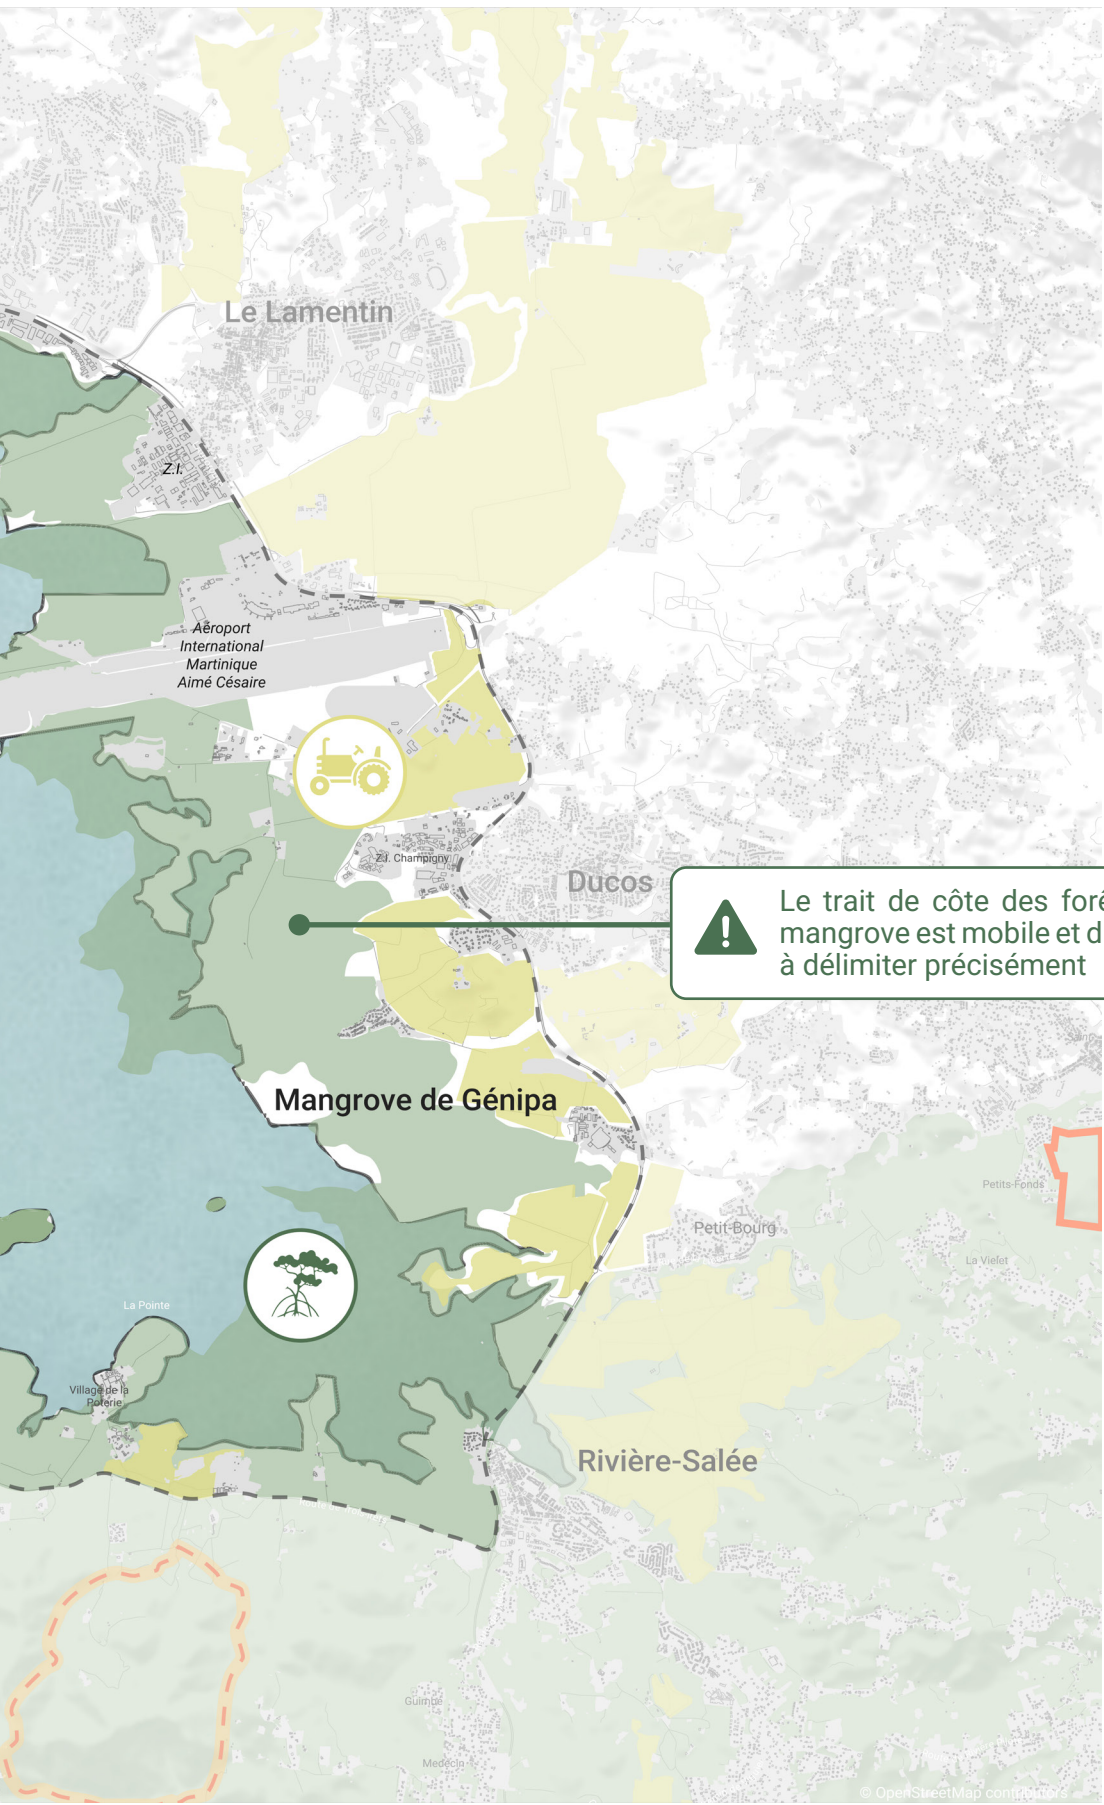 Le Lamentin
Z.I.
Aéroport
International
Martinique
Aimé Césaire
Z.I. Champigny
Ducos
Le trait de côte des forê
mangrove est mobile et d
à délimiter précisément
Mangrove de Génipa
Petits-Fonds
Petit-Bourg
La Vielet
La Pointe
Village de la
Poterie
Rivière-Salée
Guimbé
Médecin
© OpenStreetMap contributors